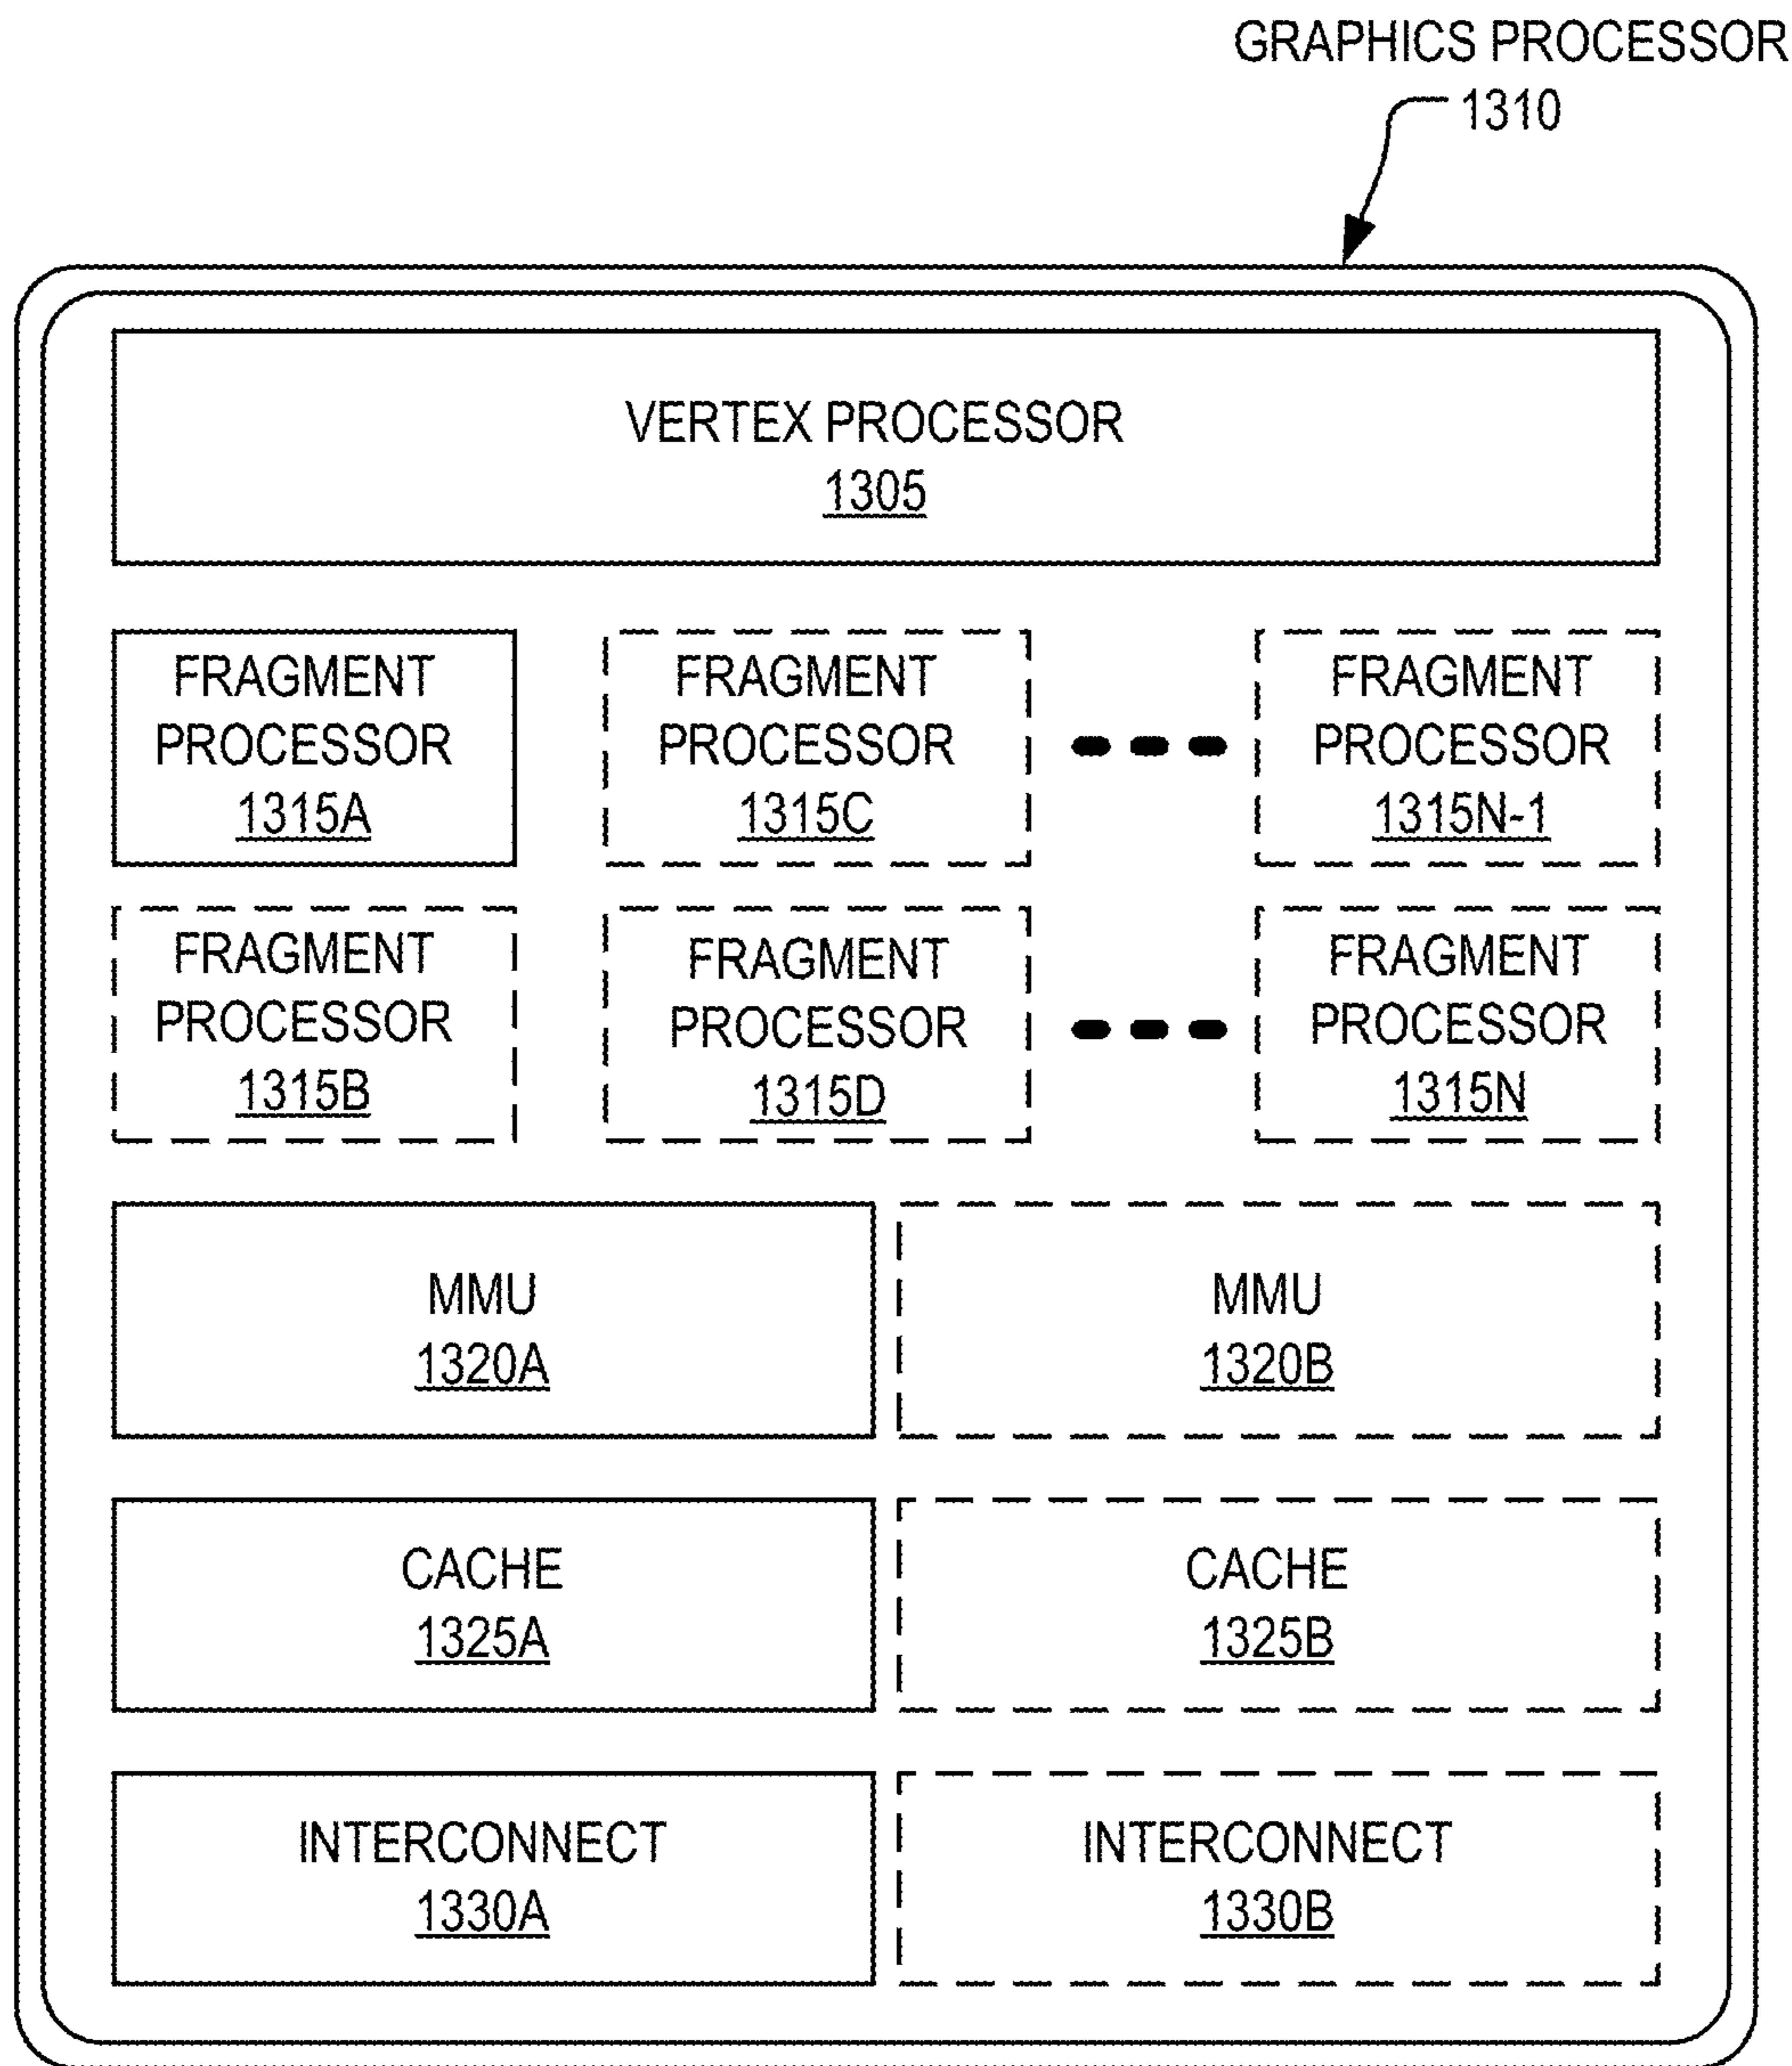 GRAPHICS PROCESSOR
1310
VERTEX PROCESSOR
1305
FRAGMENT
PROCESSOR
1315A
FRAGMENT
PROCESSOR
1315C
FRAGMENT
PROCESSOR
1315N-1
FRAGMENT
PROCESSOR
1315B
FRAGMENT
PROCESSOR
1315D
FRAGMENT
PROCESSOR
1315N
MMU
1320A
MMU
1320B
CACHE
1325A
CACHE
1325B
INTERCONNECT
1330A
INTERCONNECT
1330B